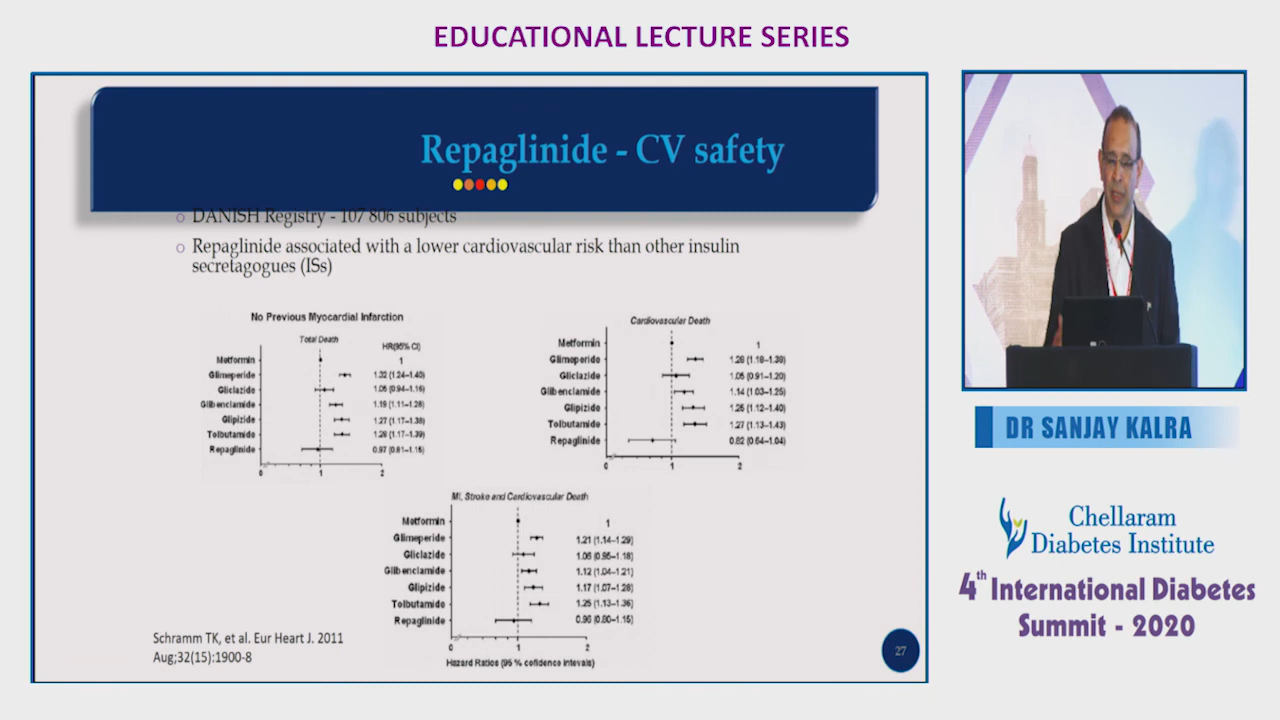 EDUCATIONAL LECTURE SERIES
Repaglinide - CV safety
DANISH Registry - 107 806 subjects
Repaglinide associated with a lower cardiovascular risk than other insulin
secretagogues (ISs)
No Previous Myocardial Infarction
Total Death
HR(95% CI)
Metformin 1
Glimeperide 1.32 (1.24–1.40)
Gliclazide 1.05 (0.94–1.16)
Glibenclamide 1.19 (1.11–1.28)
Glipizide 1.27 (1.17–1.38)
Tolbutamide 1.28 (1.17–1.39)
Repaglinide 0.97 (0.81–1.15)
0 1 2
Cardiovascular Death
Metformin 1
Glimeperide 1.28 (1.18–1.38)
Gliclazide 1.05 (0.91–1.20)
Glibenclamide 1.14 (1.03–1.25)
Glipizide 1.25 (1.12–1.40)
Tolbutamide 1.27 (1.13–1.43)
Repaglinide 0.82 (0.64–1.04)
0 1 2
MI, Stroke and Cardiovascular Death
Metformin 1
Glimeperide 1.21 (1.14–1.29)
Gliclazide 1.06 (0.95–1.18)
Glibenclamide 1.12 (1.04–1.21)
Glipizide 1.17 (1.07–1.28)
Tolbutamide 1.25 (1.13–1.36)
Repaglinide 0.96 (0.80–1.15)
0 1 2
Hazard Ratios (95 % cofidence intevals)
Schramm TK, et al. Eur Heart J. 2011
Aug;32(15):1900-8
27
DR SANJAY KALRA
Chellaram
Diabetes Institute
4th International Diabetes
Summit - 2020